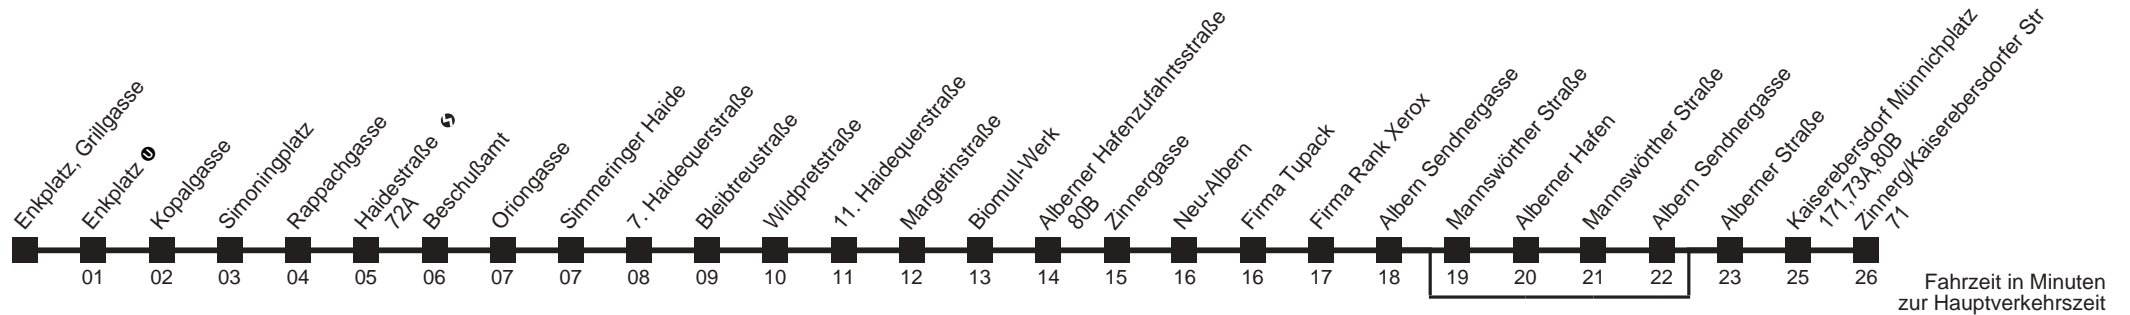 Enkplatz, Grillgasse
Enkplatz U
Kopalgasse
Simoningplatz
Rappachgasse
Haidestraße
72A
Beschußamt
Oriongasse
Simmeringer Haide
7. Haidequerstraße
Bleibtreustraße
Wildpretstraße
11. Haidequerstraße
Margetinstraße
Biomull-Werk
Alberner Hafenzufahrtsstraße
80B
Zinnergasse
Neu-Albern
Firma Tupack
Firma Rank Xerox
Albern Sendnergasse
Mannswörther Straße
Alberner Hafen
Mannswörther Straße
Albern Sendnergasse
Alberner Straße
Kaiserebersdorf Münnichplatz
171,73A,80B
Zinnerg/Kaiserebersdorfer Str
71
01 02 03 04 05 06 07 07 08 09 10 11 12 13 14 15 16 16 17 18 19 20 21 22 23 25 26
Fahrzeit in Minuten
zur Hauptverkehrszeit